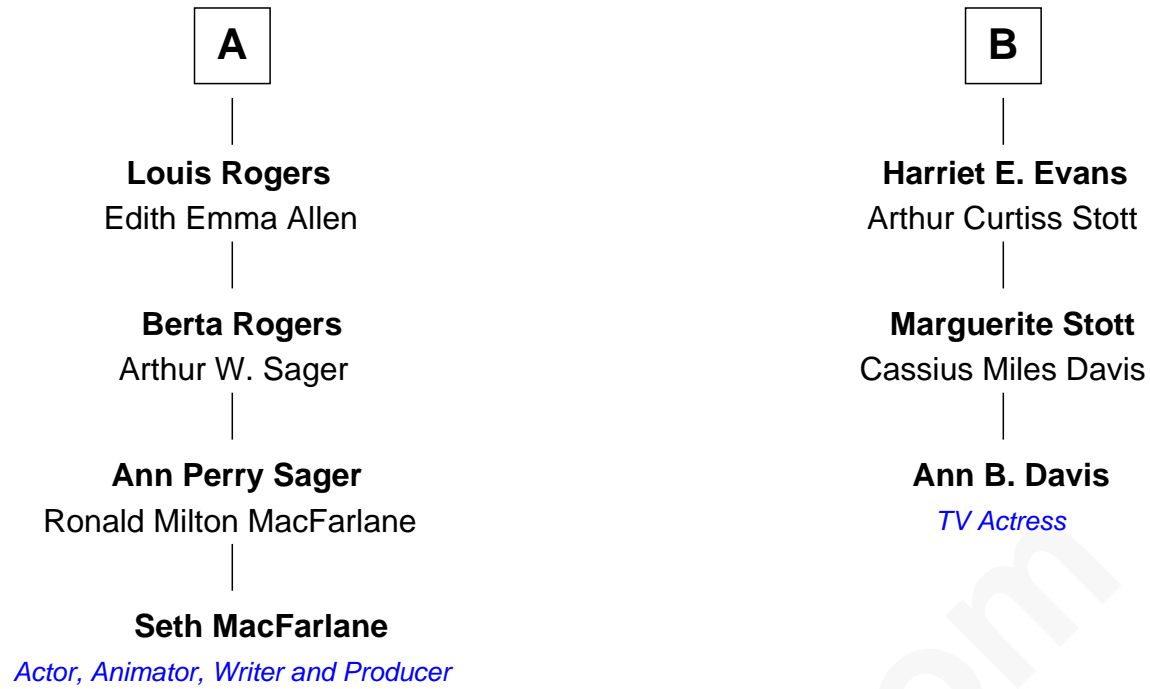 A
Louis Rogers
Edith Emma Allen
Berta Rogers
Arthur W. Sager
Ann Perry Sager
Ronald Milton MacFarlane
Seth MacFarlane
Actor, Animator, Writer and Producer
B
Harriet E. Evans
Arthur Curtiss Stott
Marguerite Stott
Cassius Miles Davis
Ann B. Davis
TV Actress
om